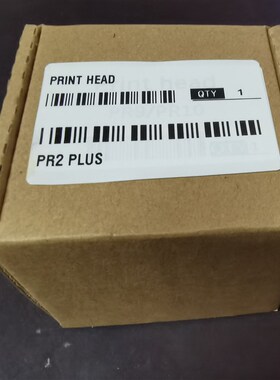 PRINT HEAD
QTY 1
PR2 PLUS